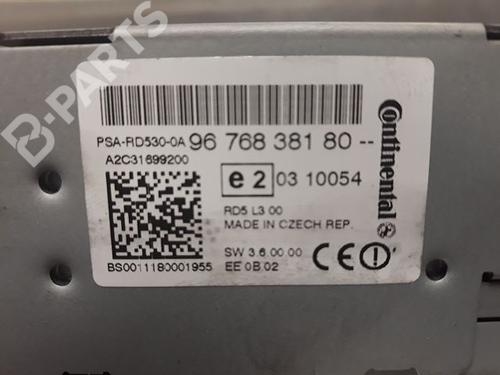 B-PARTS
PSA-RD530-0A 96 768 381 80 --
A2C31699200
e2 03 10054
RD5 L3 00
MADE IN CZECH REP.
SW 3.6.00 00
EE 0B.02
BS0011180001955
CE
Continental